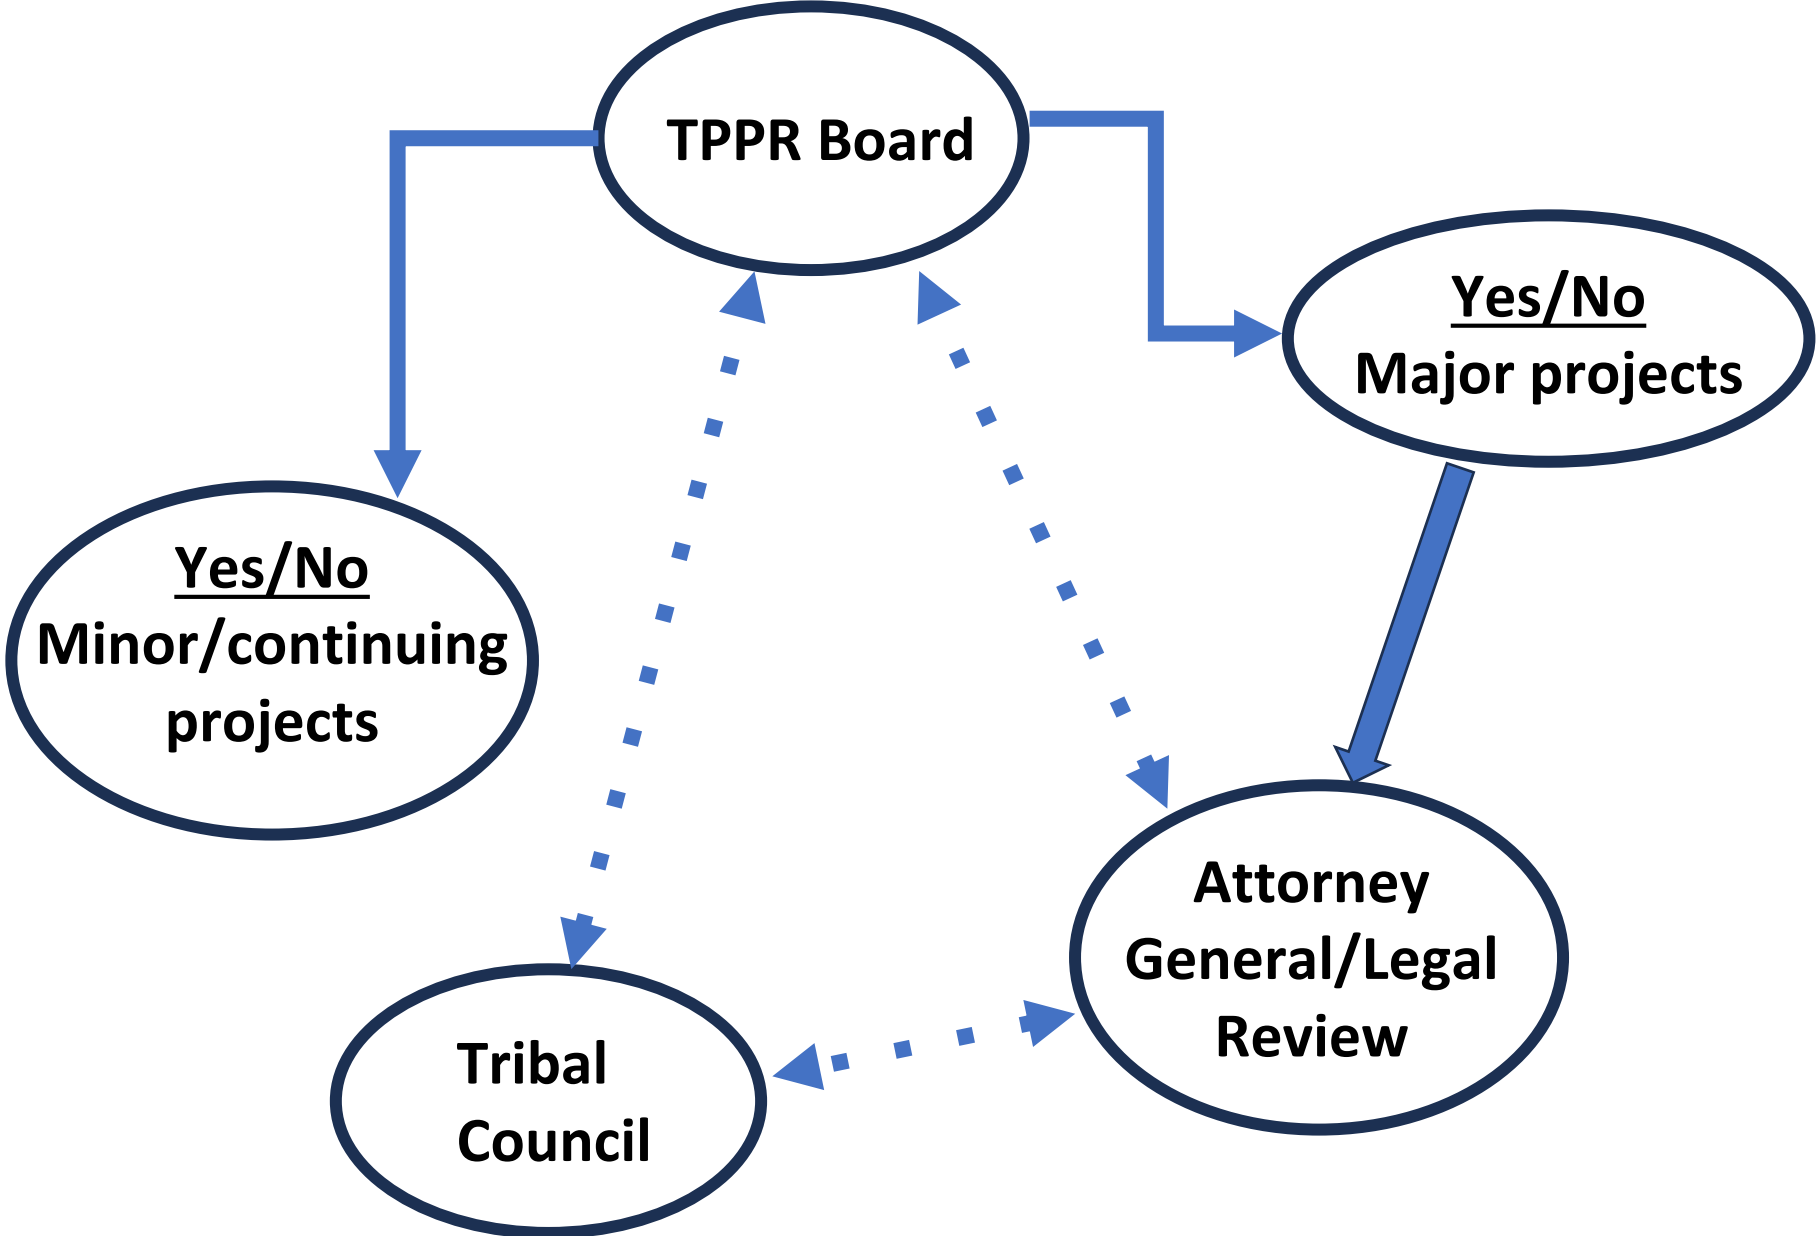 TPPR Board
Yes/No
Major projects
Yes/No
Minor/continuing
projects
Attorney
General/Legal
Review
Tribal
Council